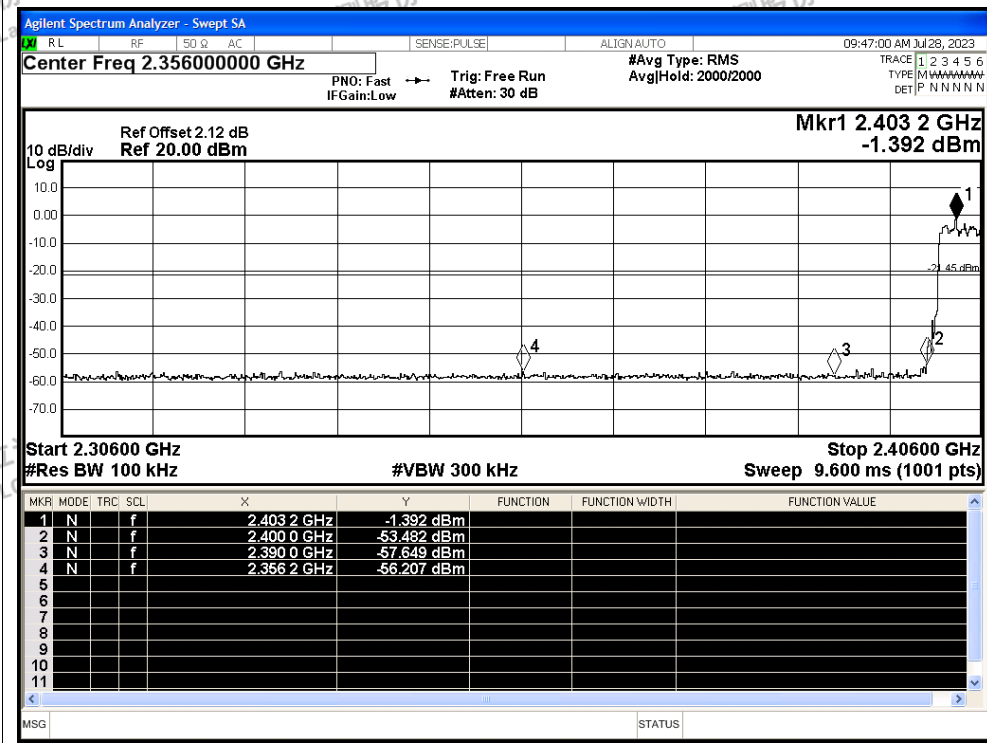 Agilent Spectrum Analyzer - Swept SA
LXI RL RF 50 Ω AC SENSE:PULSE ALIGN AUTO 09:47:00 AM Jul 28, 2023
Center Freq 2.356000000 GHz
PNO: Fast
IFGain:Low
Trig: Free Run
#Atten: 30 dB
#Avg Type: RMS
Avg|Hold: 2000/2000
TRACE 1 2 3 4 5 6
TYPE M
DET P N N N N N
Ref Offset 2.12 dB
10 dB/div Ref 20.00 dBm
Log
Mkr1 2.403 2 GHz
-1.392 dBm
10.0
0.00
-10.0
-20.0
-30.0
-40.0
-50.0
-60.0
-70.0
1
-21.45 dBm
2
3
4
Start 2.30600 GHz Stop 2.40600 GHz
#Res BW 100 kHz #VBW 300 kHz Sweep 9.600 ms (1001 pts)
MKR MODE TRC SCL X Y FUNCTION FUNCTION WIDTH FUNCTION VALUE
1 N f 2.403 2 GHz -1.392 dBm
2 N f 2.400 0 GHz -53.482 dBm
3 N f 2.390 0 GHz -57.649 dBm
4 N f 2.356 2 GHz -56.207 dBm
5
6
7
8
9
10
11
MSG STATUS